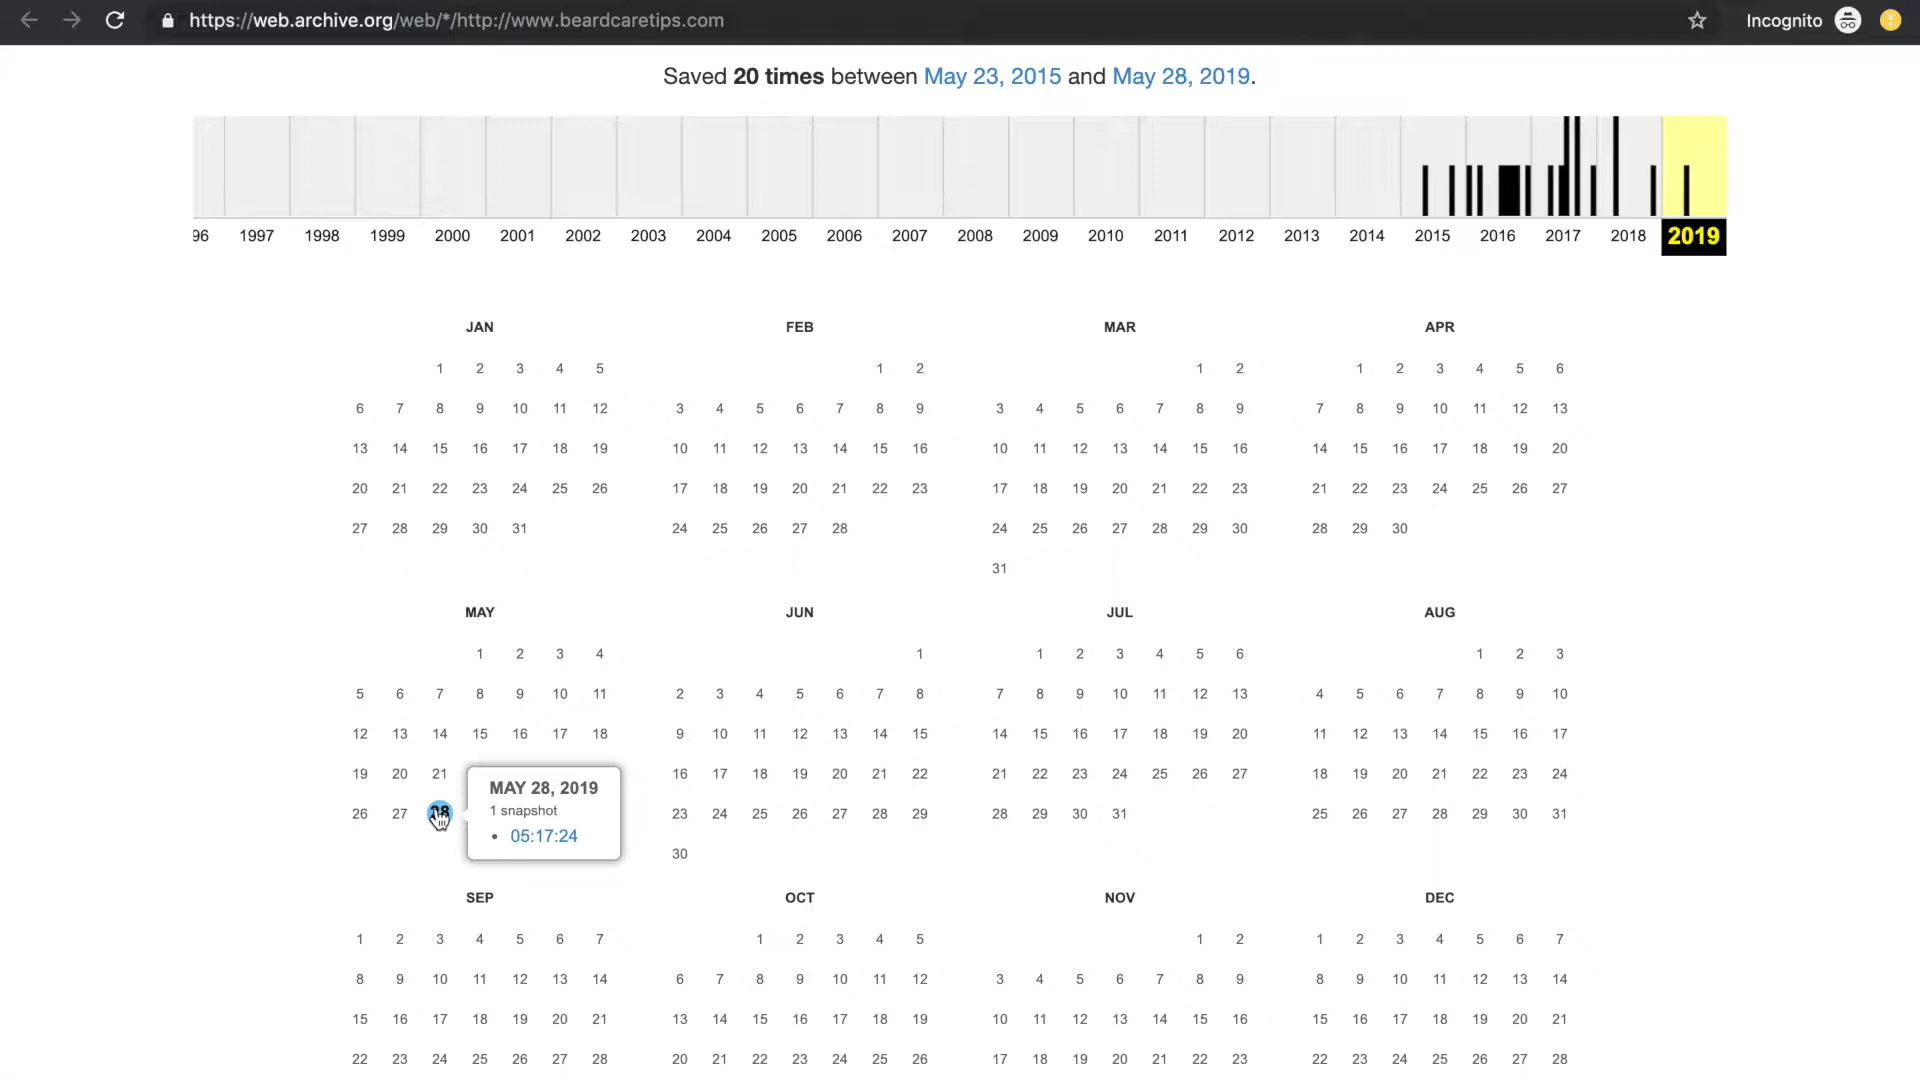 https://web.archive.org/web/*/http://www.beardcaretips.com
Incognito
Saved 20 times between May 23, 2015 and May 28, 2019.
96 1997 1998 1999 2000 2001 2002 2003 2004 2005 2006 2007 2008 2009 2010 2011 2012 2013 2014 2015 2016 2017 2018 2019
JAN
1 2 3 4 5
6 7 8 9 10 11 12
13 14 15 16 17 18 19
20 21 22 23 24 25 26
27 28 29 30 31
FEB
1 2
3 4 5 6 7 8 9
10 11 12 13 14 15 16
17 18 19 20 21 22 23
24 25 26 27 28
MAR
1 2
3 4 5 6 7 8 9
10 11 12 13 14 15 16
17 18 19 20 21 22 23
24 25 26 27 28 29 30
31
APR
1 2 3 4 5 6
7 8 9 10 11 12 13
14 15 16 17 18 19 20
21 22 23 24 25 26 27
28 29 30
MAY
1 2 3 4
5 6 7 8 9 10 11
12 13 14 15 16 17 18
19 20 21
26 27 28
MAY 28, 2019
1 snapshot
• 05:17:24
JUN
1
2 3 4 5 6 7 8
9 10 11 12 13 14 15
16 17 18 19 20 21 22
23 24 25 26 27 28 29
30
JUL
1 2 3 4 5 6
7 8 9 10 11 12 13
14 15 16 17 18 19 20
21 22 23 24 25 26 27
28 29 30 31
AUG
1 2 3
4 5 6 7 8 9 10
11 12 13 14 15 16 17
18 19 20 21 22 23 24
25 26 27 28 29 30 31
SEP
1 2 3 4 5 6 7
8 9 10 11 12 13 14
15 16 17 18 19 20 21
22 23 24 25 26 27 28
OCT
1 2 3 4 5
6 7 8 9 10 11 12
13 14 15 16 17 18 19
20 21 22 23 24 25 26
NOV
1 2
3 4 5 6 7 8 9
10 11 12 13 14 15 16
17 18 19 20 21 22 23
DEC
1 2 3 4 5 6 7
8 9 10 11 12 13 14
15 16 17 18 19 20 21
22 23 24 25 26 27 28